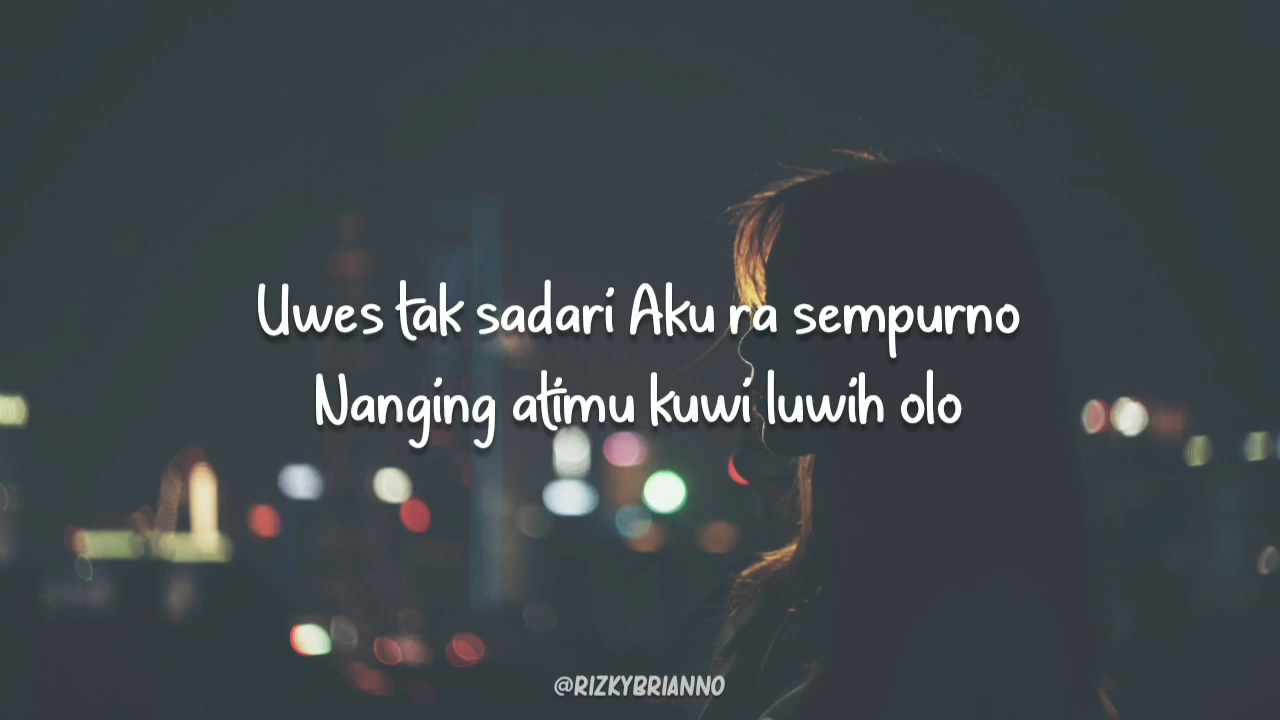 Uwes tak sadari Aku ra sempurno
Nanging atimu kuwi luwih olo
@RIZKYBRIANNO